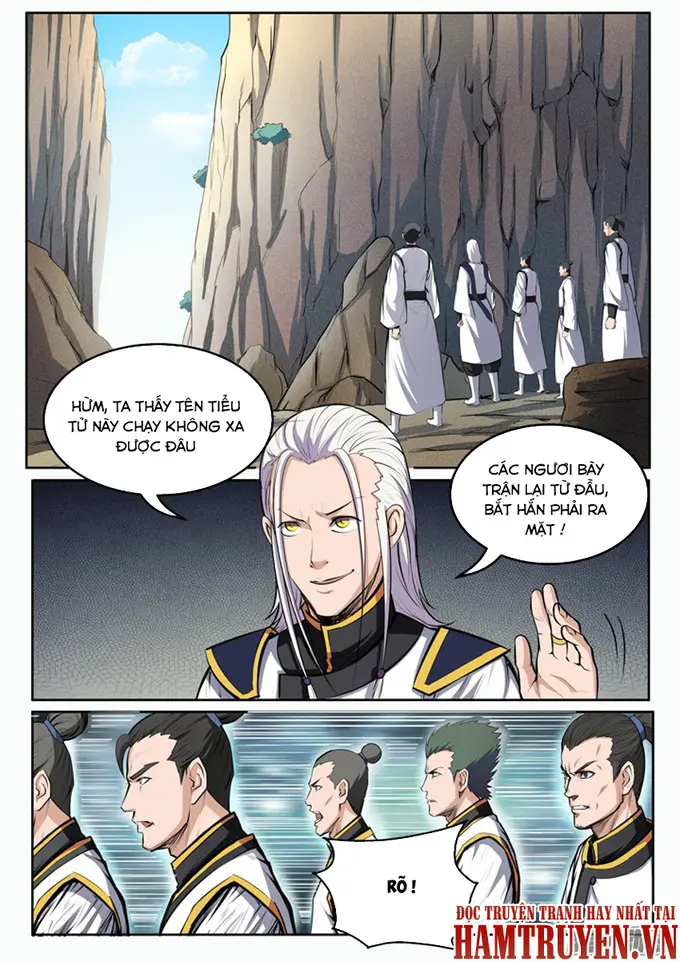 HỪM, TA THẤY TÊN TIỂU
TỬ NÀY CHẠY KHÔNG XA
ĐƯỢC ĐÂU
CÁC NGƯƠI BÀY
TRẬN LẠI TỪ ĐẦU,
BẮT HẮN PHẢI RA
MẶT !
RÕ !
ĐỌC TRUYỆN TRANH HAY NHẤT TẠI
HAMTRUYEN.VN